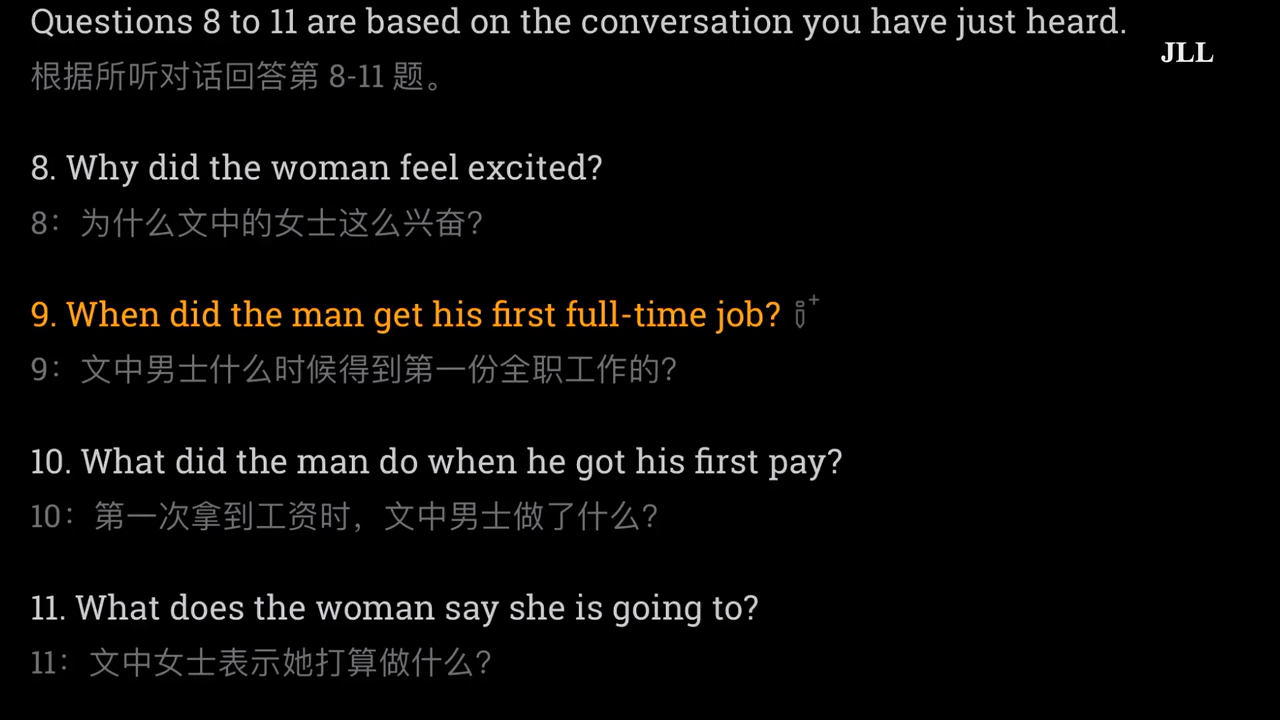 Questions 8 to 11 are based on the conversation you have just heard.
JLL
根据所听对话回答第 8-11 题。
8. Why did the woman feel excited?
8：为什么文中的女士这么兴奋？
9. When did the man get his first full-time job?
9：文中男士什么时候得到第一份全职工作的？
10. What did the man do when he got his first pay?
10：第一次拿到工资时，文中男士做了什么？
11. What does the woman say she is going to?
11：文中女士表示她打算做什么？